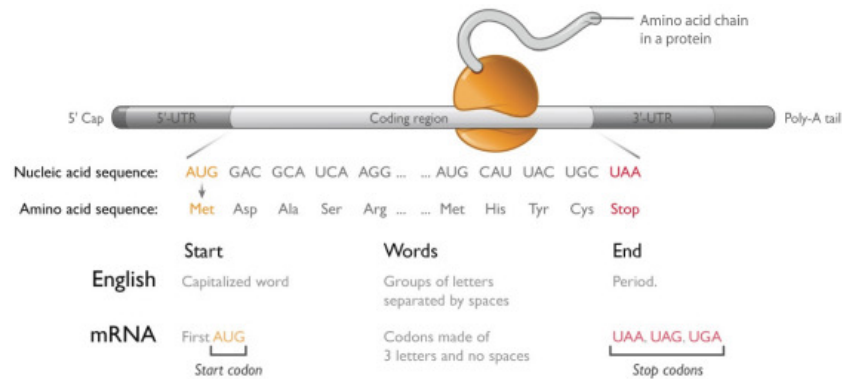 Amino acid chain
in a protein
5' Cap
5'-UTR
Coding region
3'-UTR
Poly-A tail
Nucleic acid sequence: AUG GAC GCA UCA AGG ... ... AUG CAU UAC UGC UAA
Amino acid sequence: Met Asp Ala Ser Arg ... ... Met His Tyr Cys Stop
Start Words End
English Capitalized word Groups of letters Period.
separated by spaces
mRNA First AUG Codons made of UAA, UAG, UGA
3 letters and no spaces
Start codon Stop codons